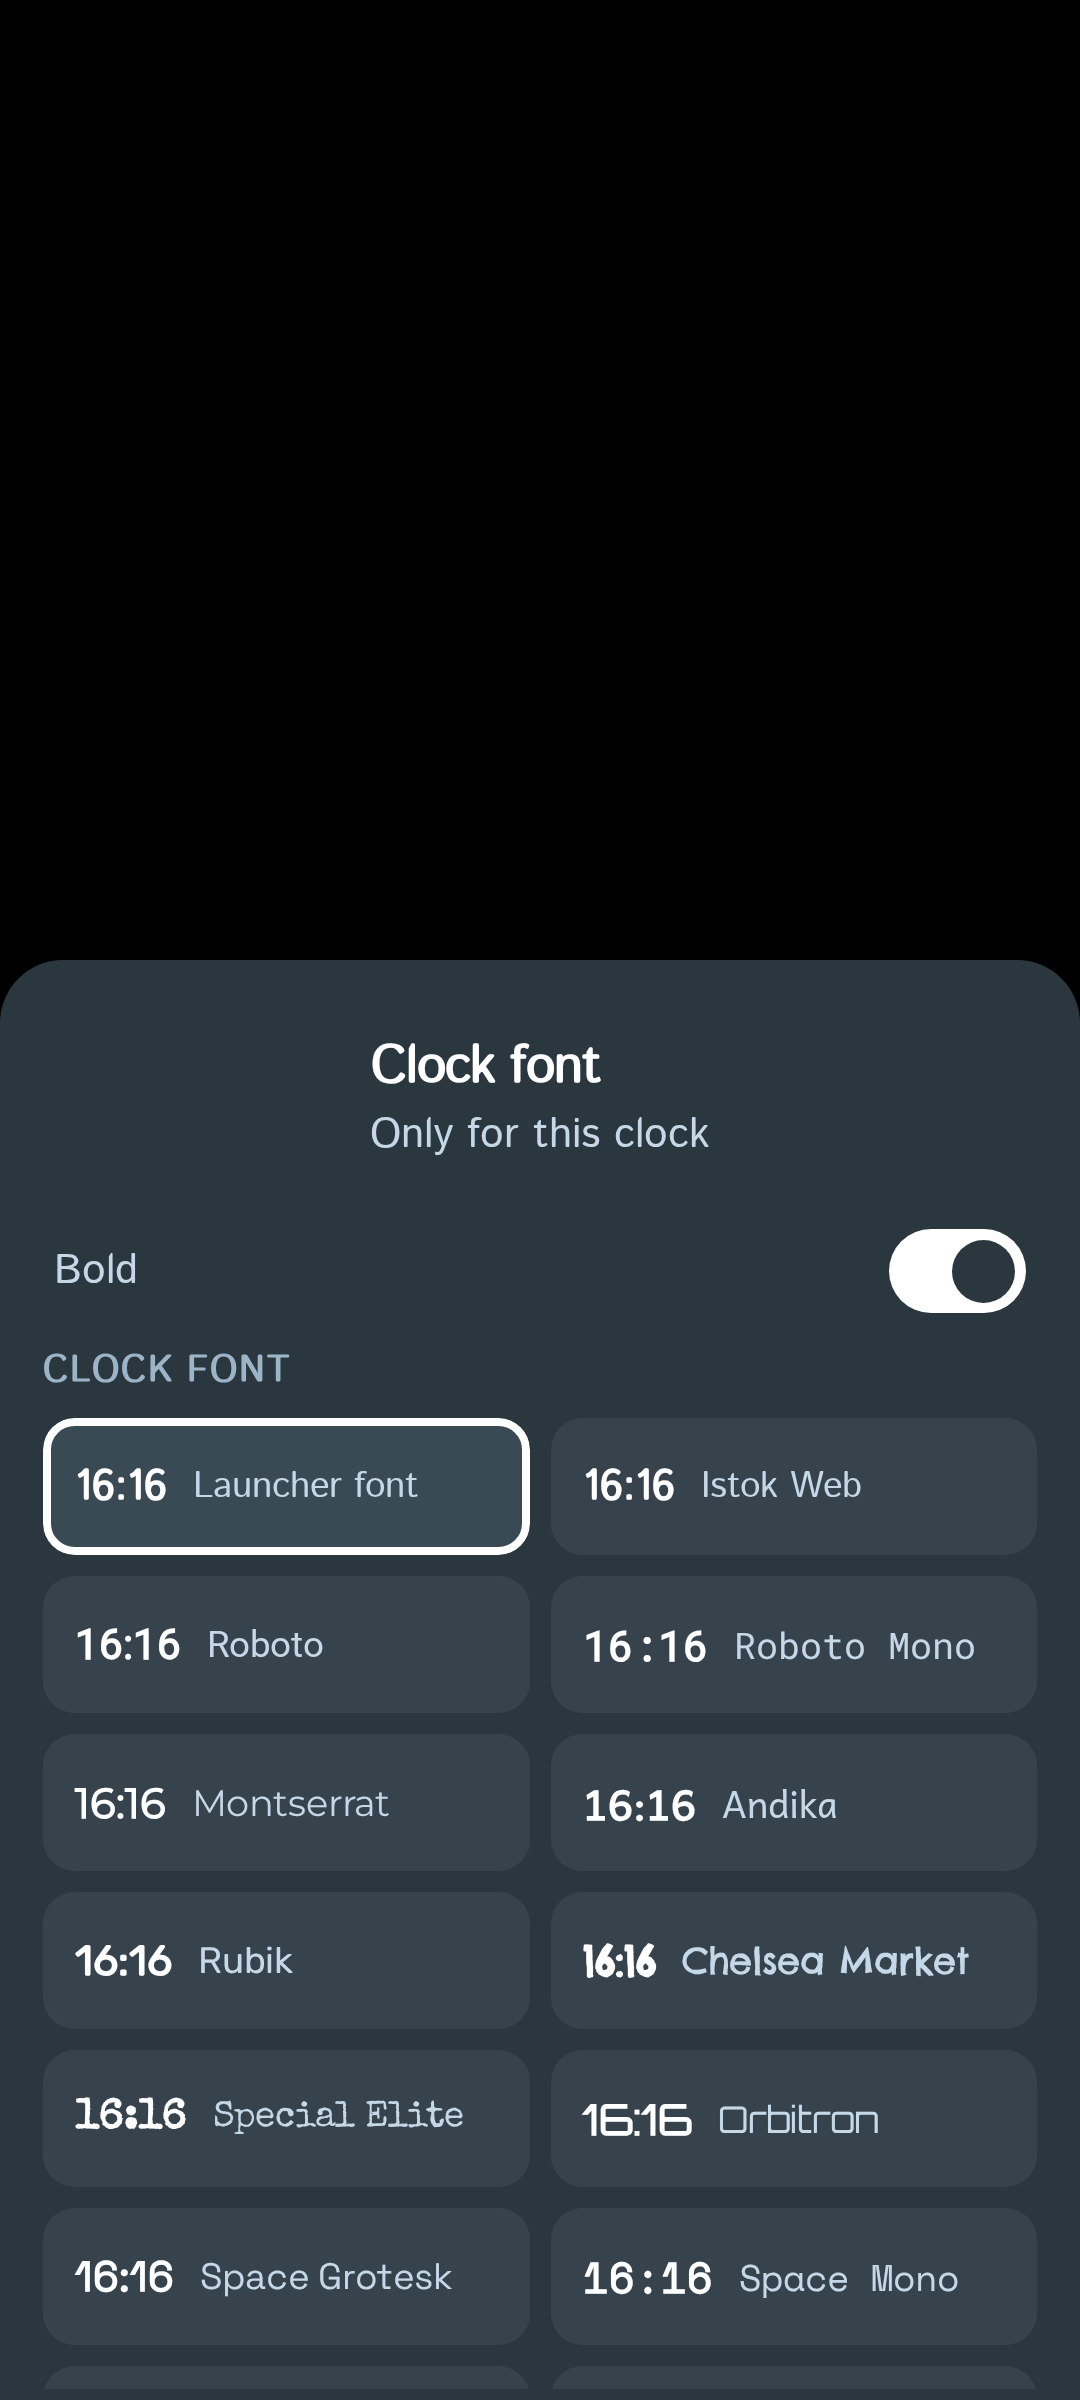 Clock font
Only for this clock
Bold
CLOCK FONT
16:16 Launcher font
16:16 Istok Web
16:16 Roboto
16:16 Roboto Mono
16:16 Montserrat
16:16 Andika
16:16 Rubik
16:16 Chelsea Market
16:16 Special Elite
16:16 Orbitron
16:16 Space Grotesk
16:16 Space Mono